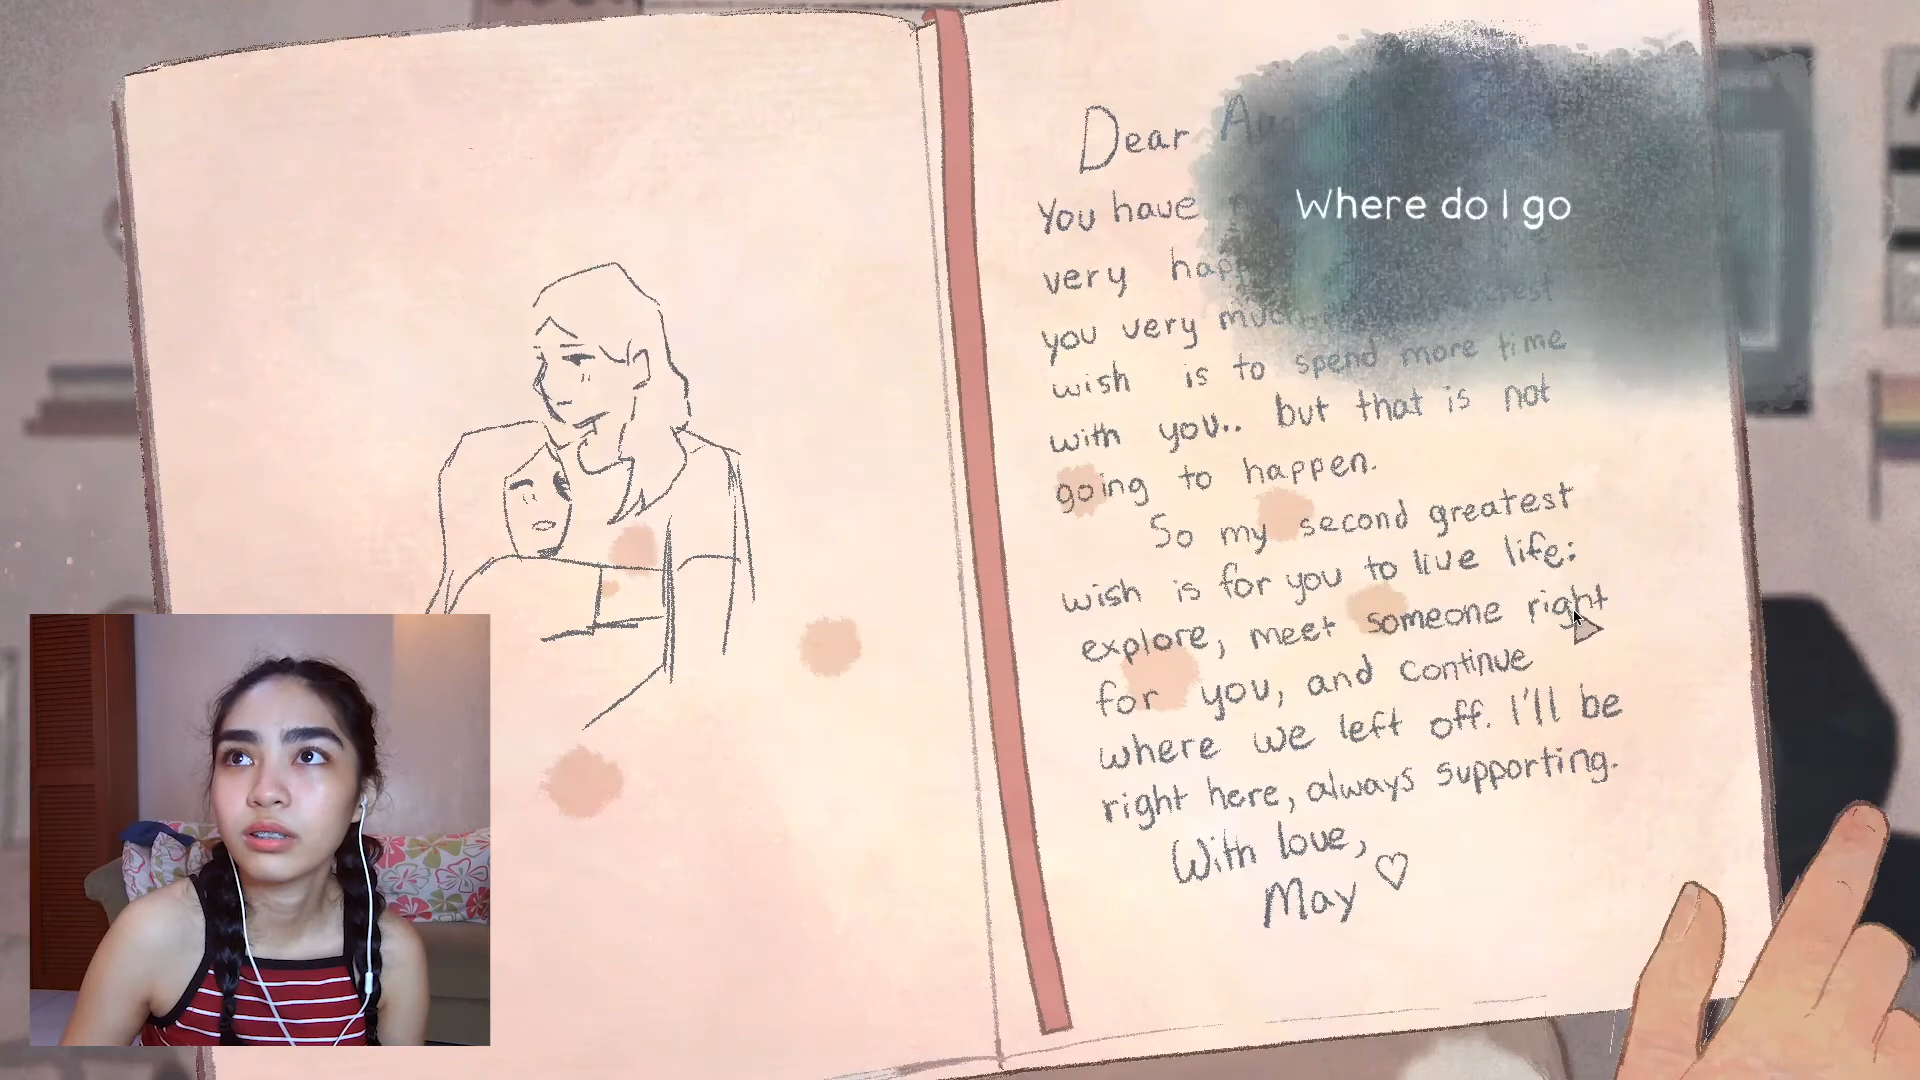 Dear
Where do I go
You have
very
you very much
wish is to spend more time
with you.. but that is not
going to happen.
So my second greatest
wish is for you to live life:
explore, meet someone right
for you, and continue
where we left off. I'll be
right here, always supporting.
With love,
May ♡